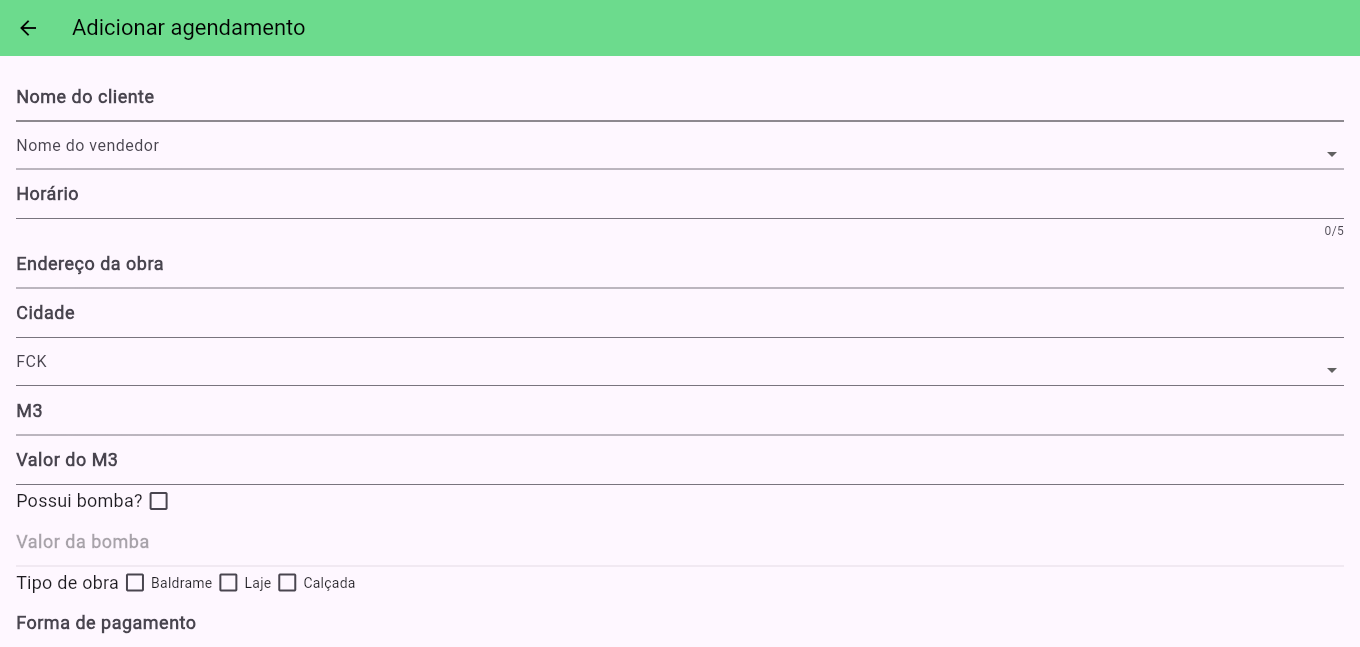 Adicionar agendamento
Nome do cliente
Nome do vendedor
Horário
0/5
Endereço da obra
Cidade
FCK
M3
Valor do M3
Possui bomba?
Valor da bomba
Tipo de obra Baldrame Laje Calçada
Forma de pagamento